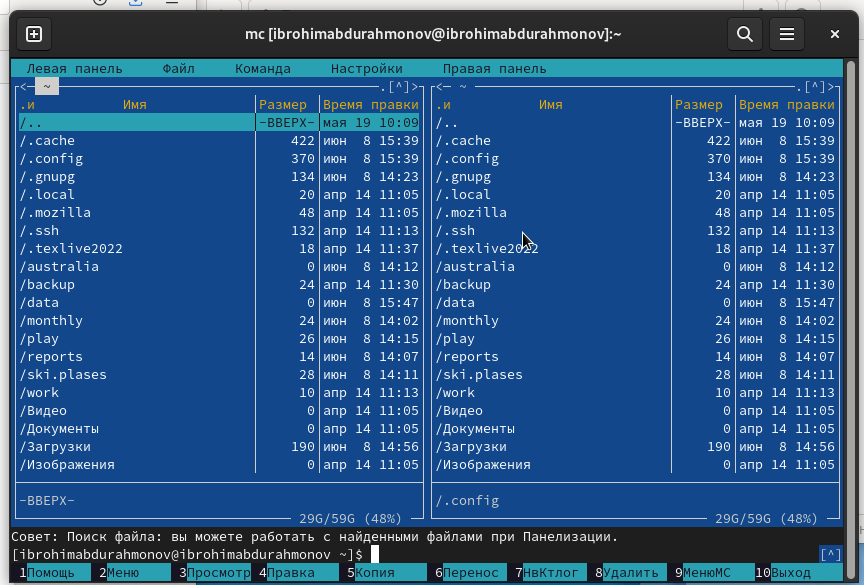 mc [ibrohimabdurahmonov@ibrohimabdurahmonov]:~
Левая панель Файл Команда Настройки Правая панель
<— ~ .[^]> <— ~ .[^]>
.и Имя Размер Время правки .и Имя Размер Время правки
/.. -ВВЕРХ- мая 19 10:09 /.. -ВВЕРХ- мая 19 10:09
/.cache 422 июн 8 15:39 /.cache 422 июн 8 15:39
/.config 370 июн 8 15:39 /.config 370 июн 8 15:39
/.gnupg 134 июн 8 14:23 /.gnupg 134 июн 8 14:23
/.local 20 апр 14 11:05 /.local 20 апр 14 11:05
/.mozilla 48 апр 14 11:05 /.mozilla 48 апр 14 11:05
/.ssh 132 апр 14 11:13 /.ssh 132 апр 14 11:13
/.texlive2022 18 апр 14 11:37 /.texlive2022 18 апр 14 11:37
/australia 0 июн 8 14:12 /australia 0 июн 8 14:12
/backup 24 апр 14 11:30 /backup 24 апр 14 11:30
/data 0 июн 8 15:47 /data 0 июн 8 15:47
/monthly 24 июн 8 14:02 /monthly 24 июн 8 14:02
/play 26 июн 8 14:15 /play 26 июн 8 14:15
/reports 14 июн 8 14:07 /reports 14 июн 8 14:07
/ski.plases 28 июн 8 14:11 /ski.plases 28 июн 8 14:11
/work 10 апр 14 11:13 /work 10 апр 14 11:13
/Видео 0 апр 14 11:05 /Видео 0 апр 14 11:05
/Документы 0 апр 14 11:05 /Документы 0 апр 14 11:05
/Загрузки 190 июн 8 14:56 /Загрузки 190 июн 8 14:56
/Изображения 0 апр 14 11:05 /Изображения 0 апр 14 11:05
-ВВЕРХ- /.config
29G/59G (48%) 29G/59G (48%)
Совет: Поиск файла: вы можете работать с найденными файлами при Панелизации.
[ibrohimabdurahmonov@ibrohimabdurahmonov ~]$ [^]
1Помощь 2Меню 3Просмотр 4Правка 5Копия 6Перенос 7НвКтлог 8Удалить 9МенюМС 10Выход